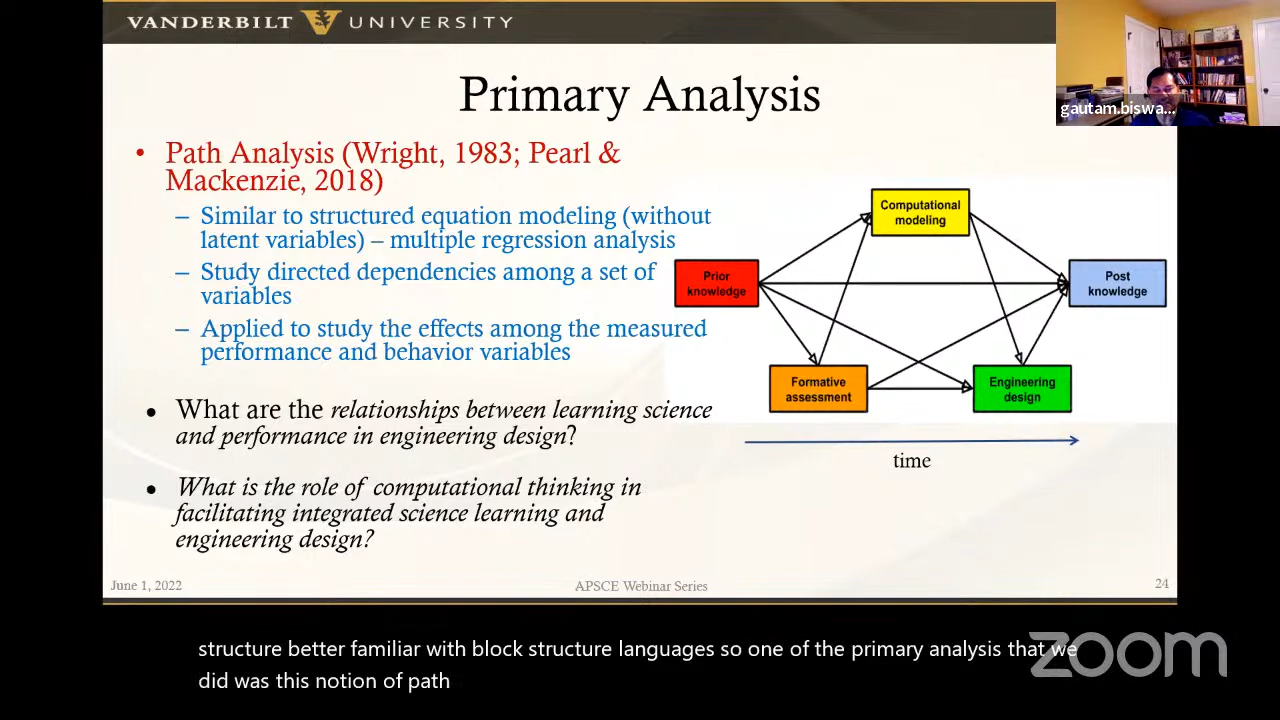 VANDERBILT UNIVERSITY
gautam.biswa...
Primary Analysis
• Path Analysis (Wright, 1983; Pearl &
Mackenzie, 2018)
– Similar to structured equation modeling (without
latent variables) – multiple regression analysis
– Study directed dependencies among a set of
variables
– Applied to study the effects among the measured
performance and behavior variables
• What are the relationships between learning science
and performance in engineering design?
• What is the role of computational thinking in
facilitating integrated science learning and
engineering design?
Computational
modeling
Prior
knowledge
Post
knowledge
Formative
assessment
Engineering
design
time
June 1, 2022
APSCE Webinar Series
24
structure better familiar with block structure languages so one of the primary analysis that we
did was this notion of path
zoom